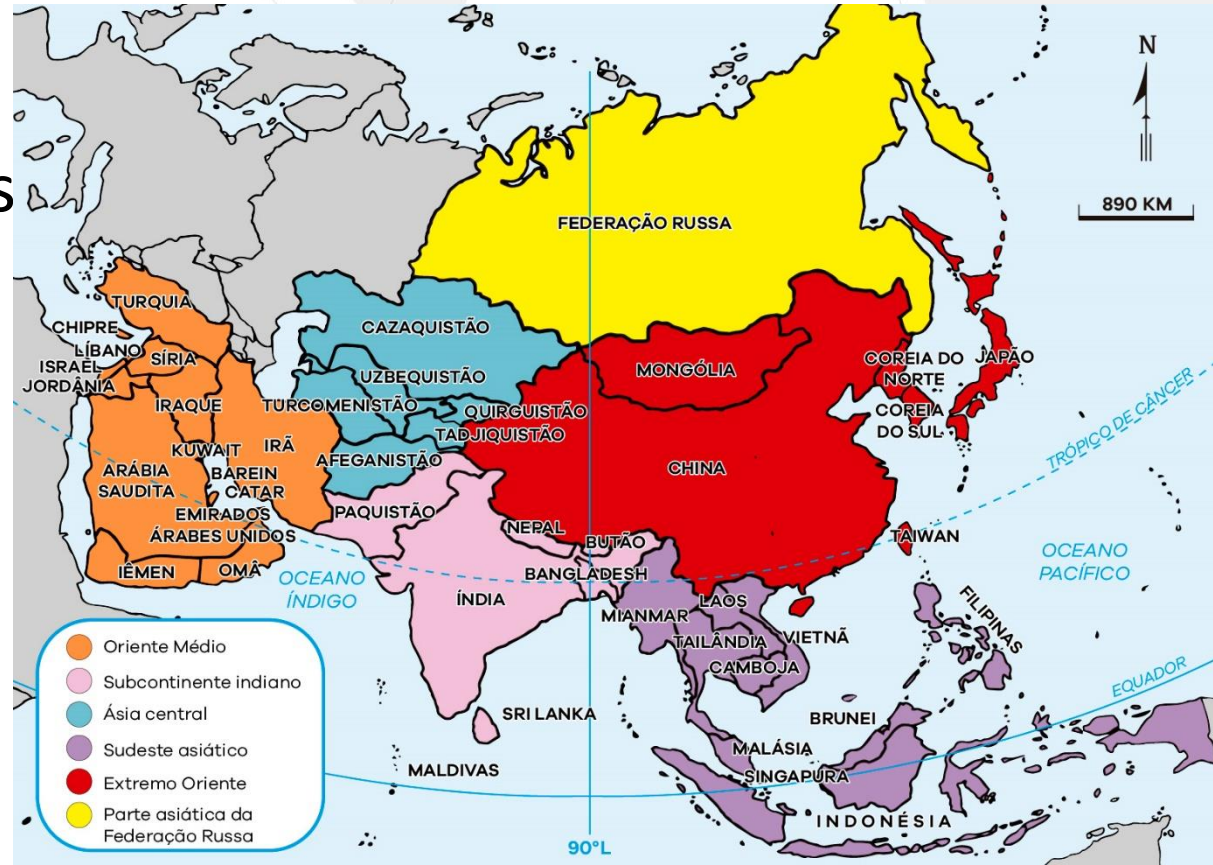 N
890 KM
s
FEDERAÇÃO RUSSA
TURQUIA
CHIPRE
LÍBANO
SÍRIA
ISRAEL
JORDÂNIA
IRAQUE
KUWAIT
IRÃ
BAREIN
CATAR
ARÁBIA
SAUDITA
EMIRADOS
ÁRABES UNIDOS
IÊMEN
OMÃ
CAZAQUISTÃO
UZBEQUISTÃO
TURCOMENISTÃO
QUIRGUISTÃO
TADJIQUISTÃO
AFEGANISTÃO
MONGÓLIA
CHINA
COREIA DO
NORTE
JAPÃO
COREIA
DO SUL
TAIWAN
TRÓPICO DE CÂNCER
PAQUISTÃO
NEPAL
BUTÃO
BANGLADESH
ÍNDIA
SRI LANKA
MALDIVAS
OCEANO
ÍNDIGO
OCEANO
PACÍFICO
MIANMAR
LAOS
TAILÂNDIA
VIETNÃ
CAMBOJA
FILIPINAS
EQUADOR
BRUNEI
MALÁSIA
SINGAPURA
INDONÉSIA
90°L
Oriente Médio
Subcontinente indiano
Ásia central
Sudeste asiático
Extremo Oriente
Parte asiática da
Federação Russa